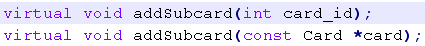 virtual void addSubcard(int card_id);
virtual void addSubcard(const Card *card);